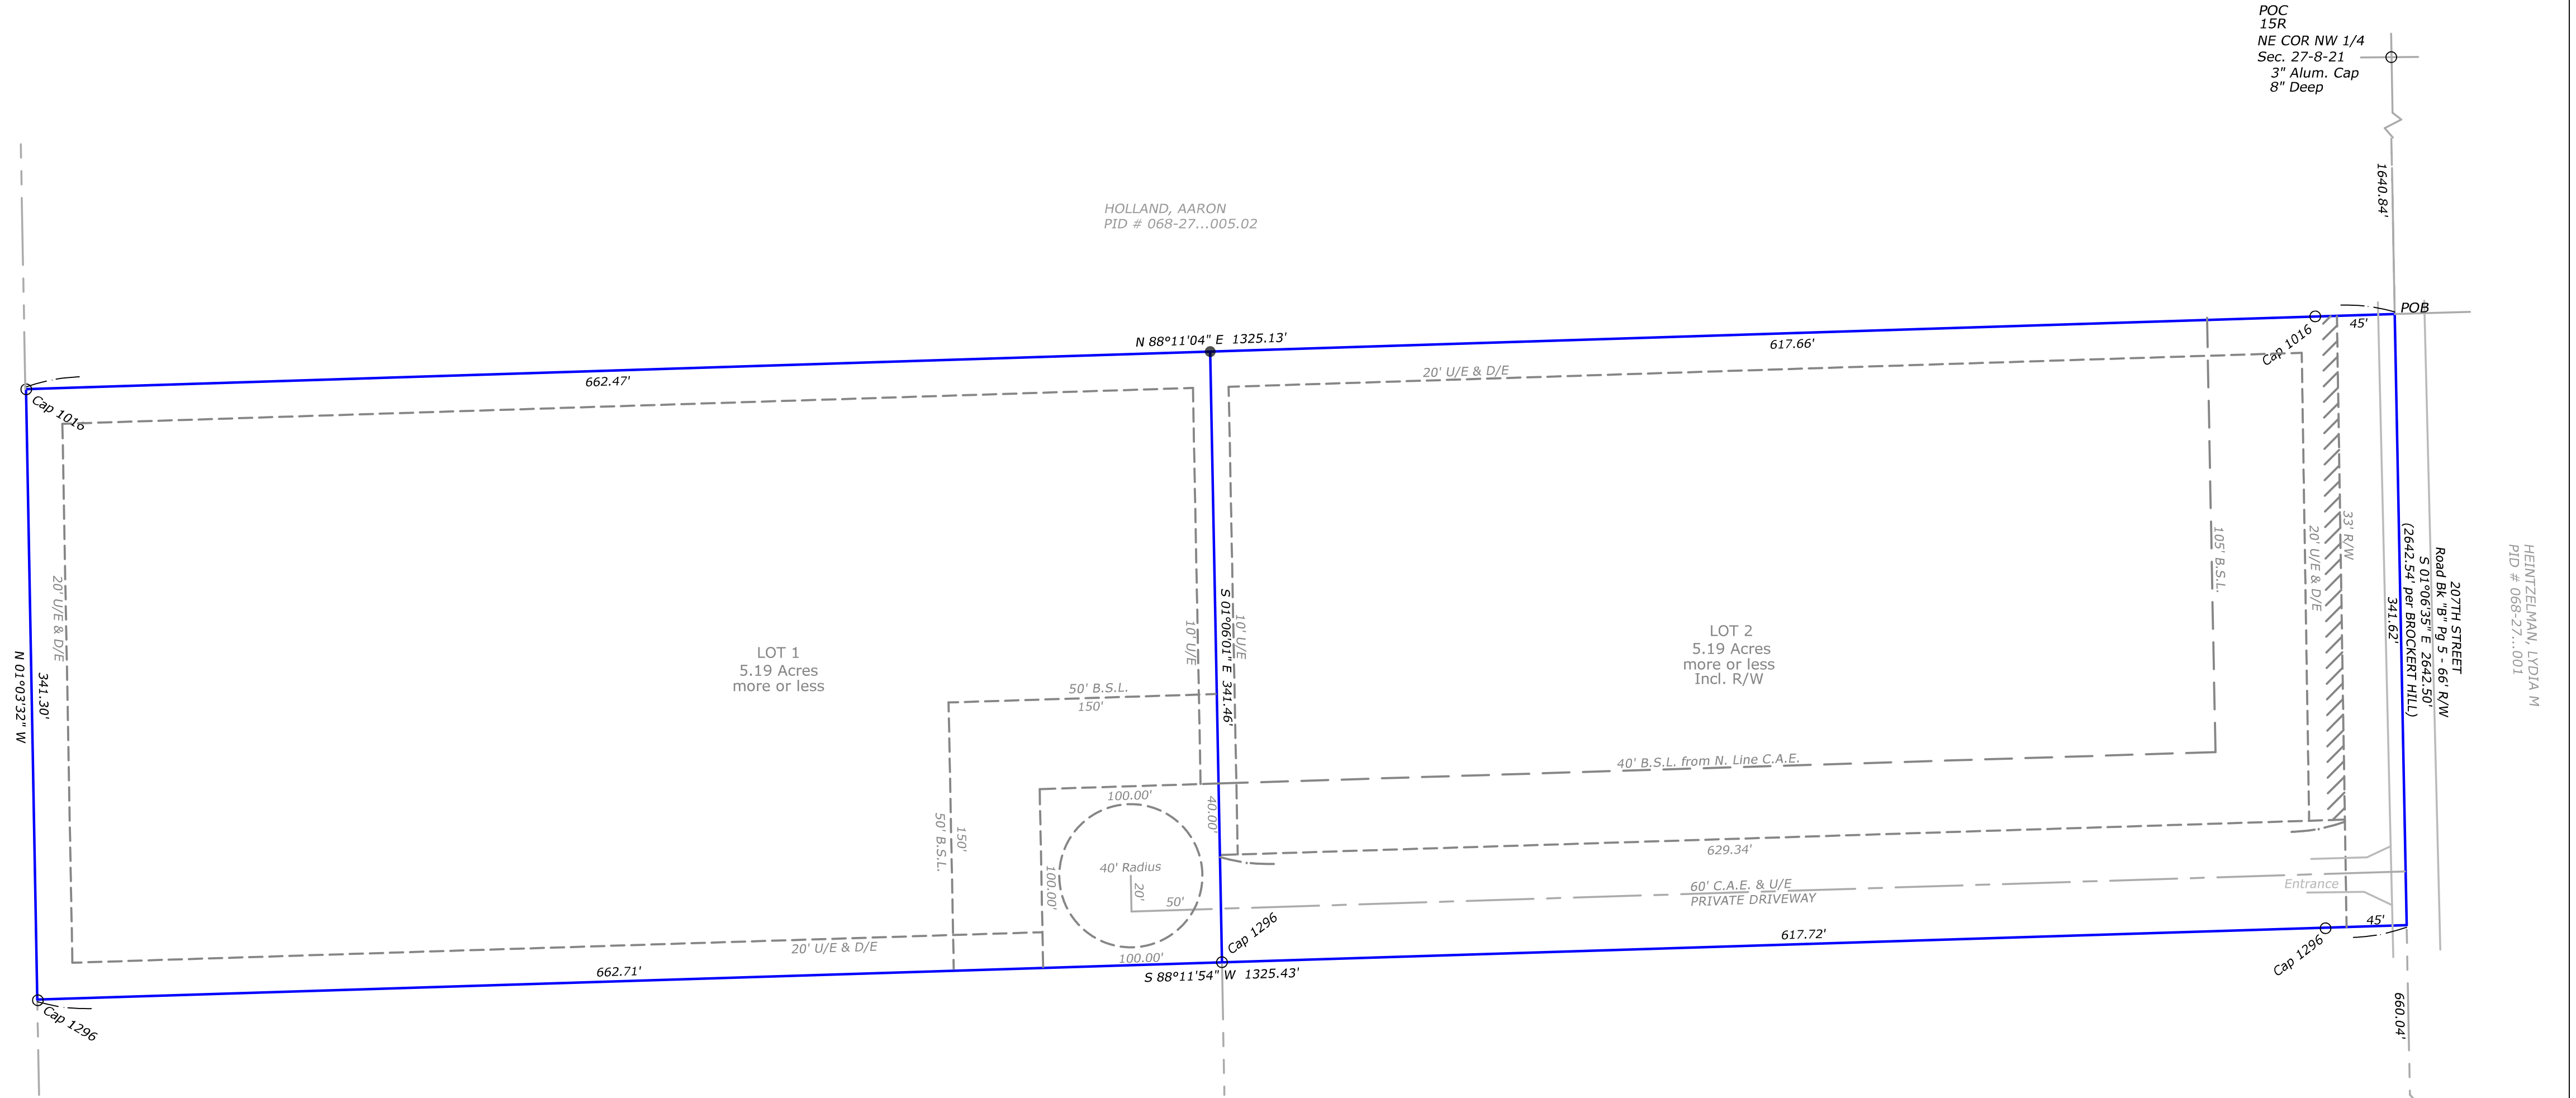 POC
15R
NE COR NW 1/4
Sec. 27-8-21
3" Alum. Cap
8" Deep
1640.84'
HOLLAND, AARON
PID # 068-27...005.02
POB
45'
Cap 1016
N 88°11'04" E 1325.13'
617.66'
662.47'
20' U/E & D/E
Cap 1016
105' B.S.L.
20' U/E & D/E
33' R/W
341.62'
(2642.54' per BROCKERT HILL)
S 01°06'35" E 2642.50'
Road Bk "B" Pg 5 - 66' R/W
207TH STREET
HEINTZELMAN, LYDIA M
PID # 068-27...001
20' U/E & D/E
N 01°03'32" W
341.30'
LOT 1
5.19 Acres
more or less
10' U/E
S 01°06'01" E 341.46'
10' U/E
LOT 2
5.19 Acres
more or less
Incl. R/W
50' B.S.L.
150'
50' B.S.L.
150'
40' B.S.L. from N. Line C.A.E.
100.00'
40.00'
629.34'
40' Radius
20'
50'
100.00'
60' C.A.E. & U/E
PRIVATE DRIVEWAY
Entrance
45'
Cap 1296
617.72'
20' U/E & D/E
100.00'
Cap 1296
662.71'
S 88°11'54" W 1325.43'
Cap 1296
660.04'